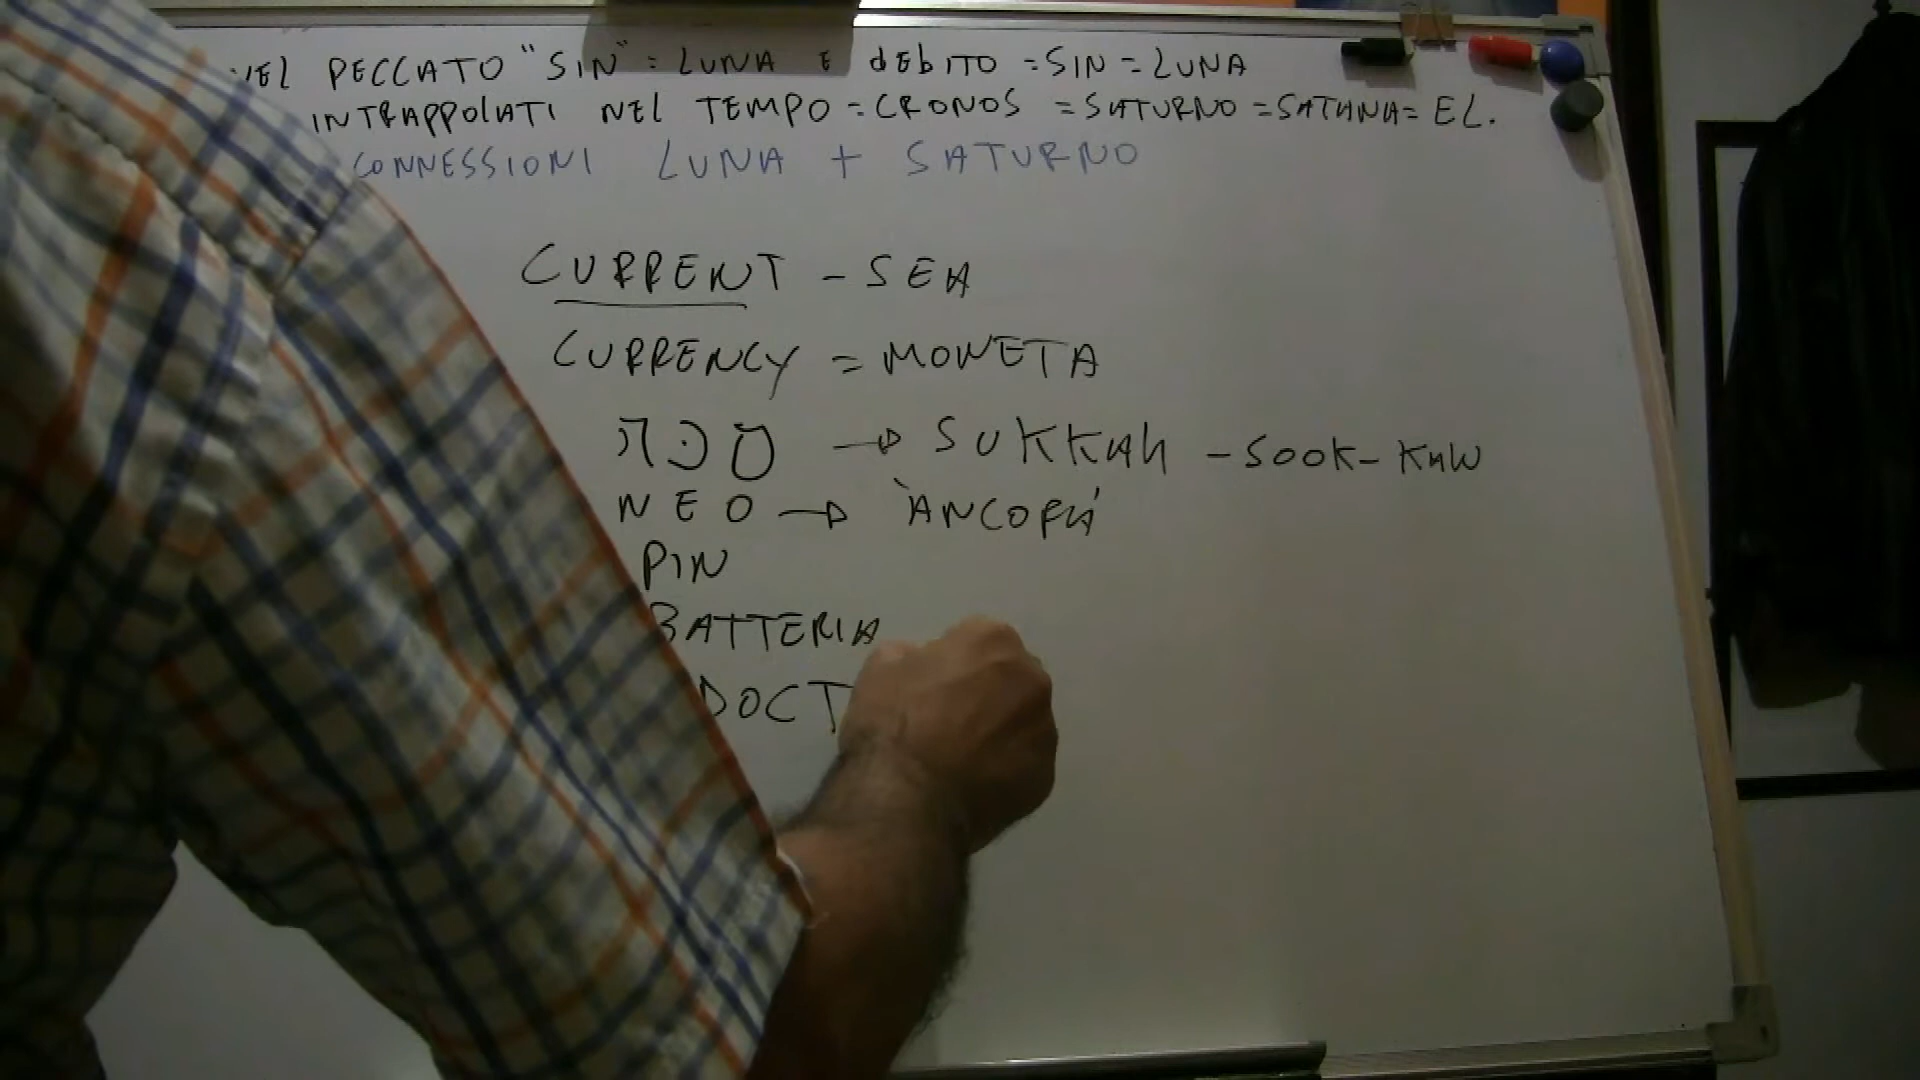 NEL PECCATO "SIN" = LUNA E DEBITO = SIN = LUNA
INTRAPPOLATI NEL TEMPO = CRONOS = SATURNO = SATANA = EL.
CONNESSIONI LUNA + SATURNO
CURRENT - SEA
CURRENCY = MONETA
סכה → SUKKAH - SOOK - KAW
NEO → 'ANCORA'
PIN
BATTERIA
DOCT